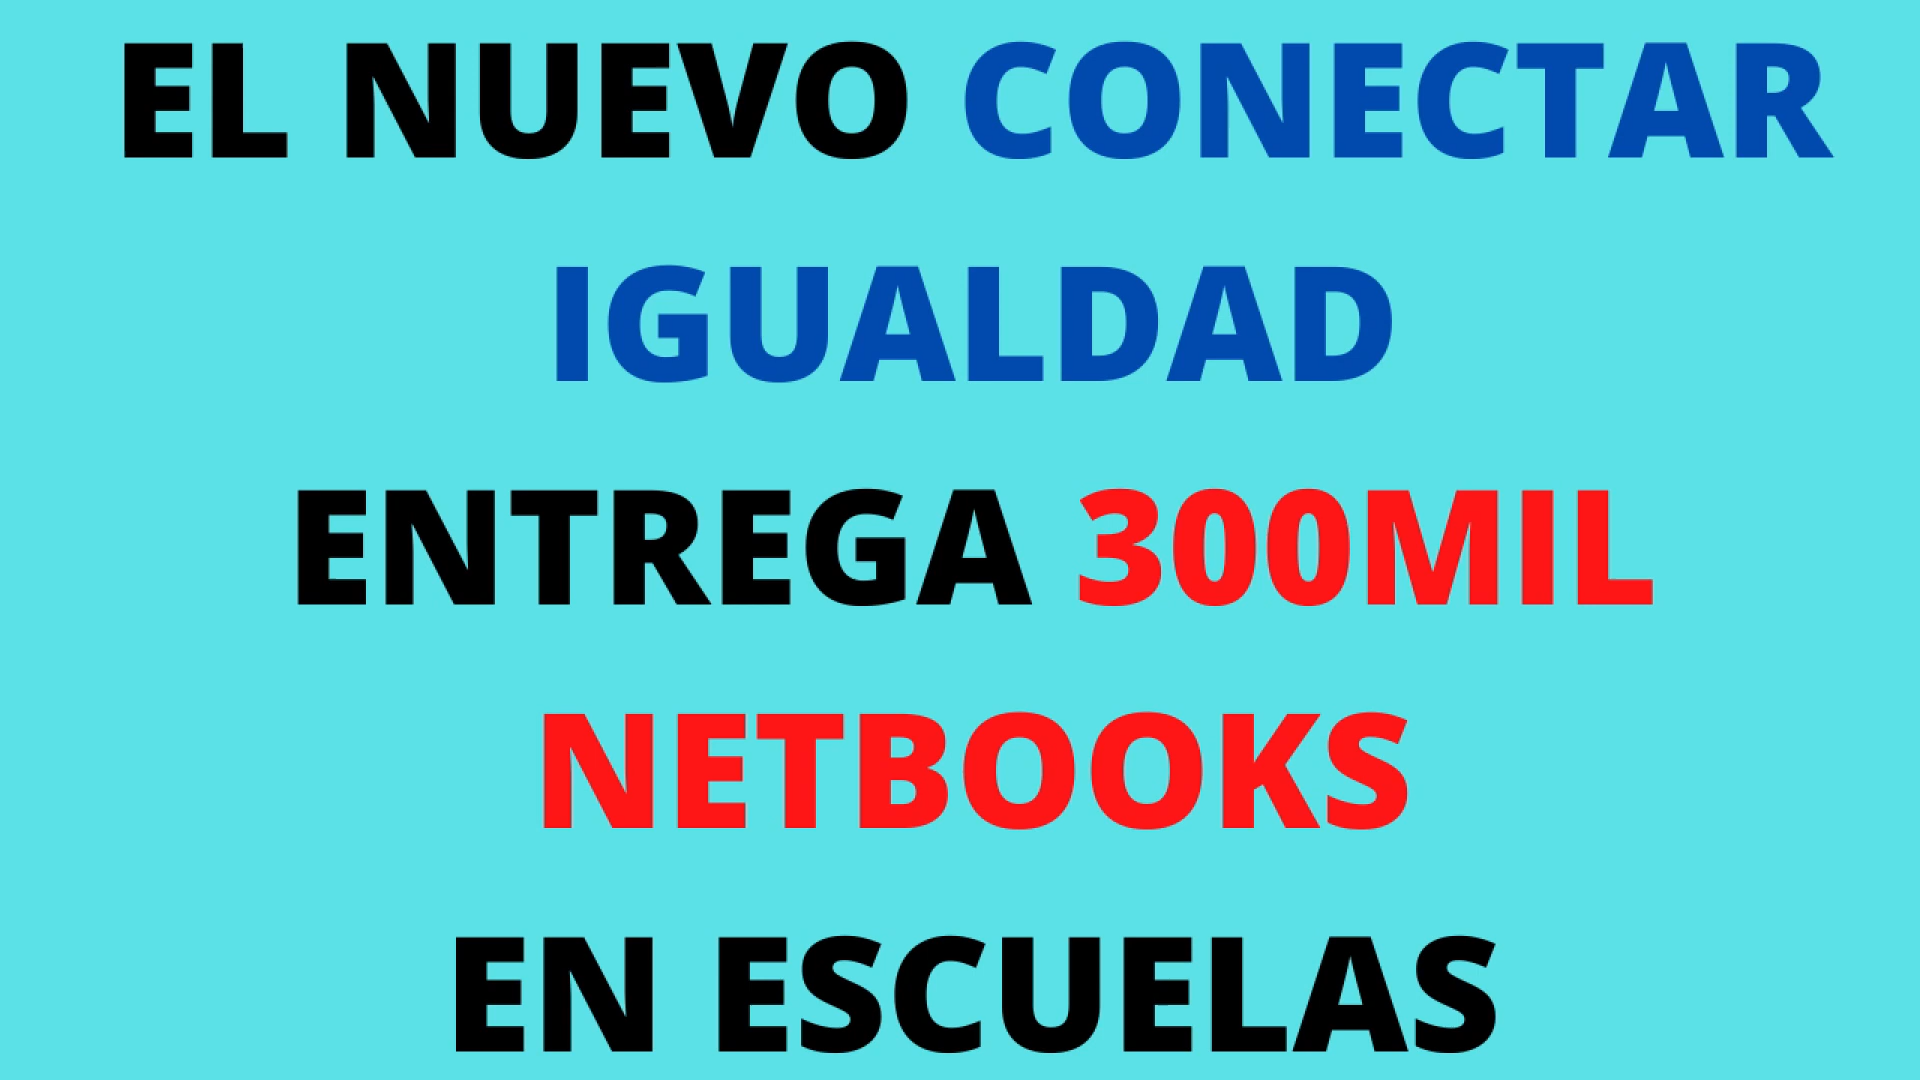 EL NUEVO CONECTAR
IGUALDAD
ENTREGA 300MIL
NETBOOKS
EN ESCUELAS